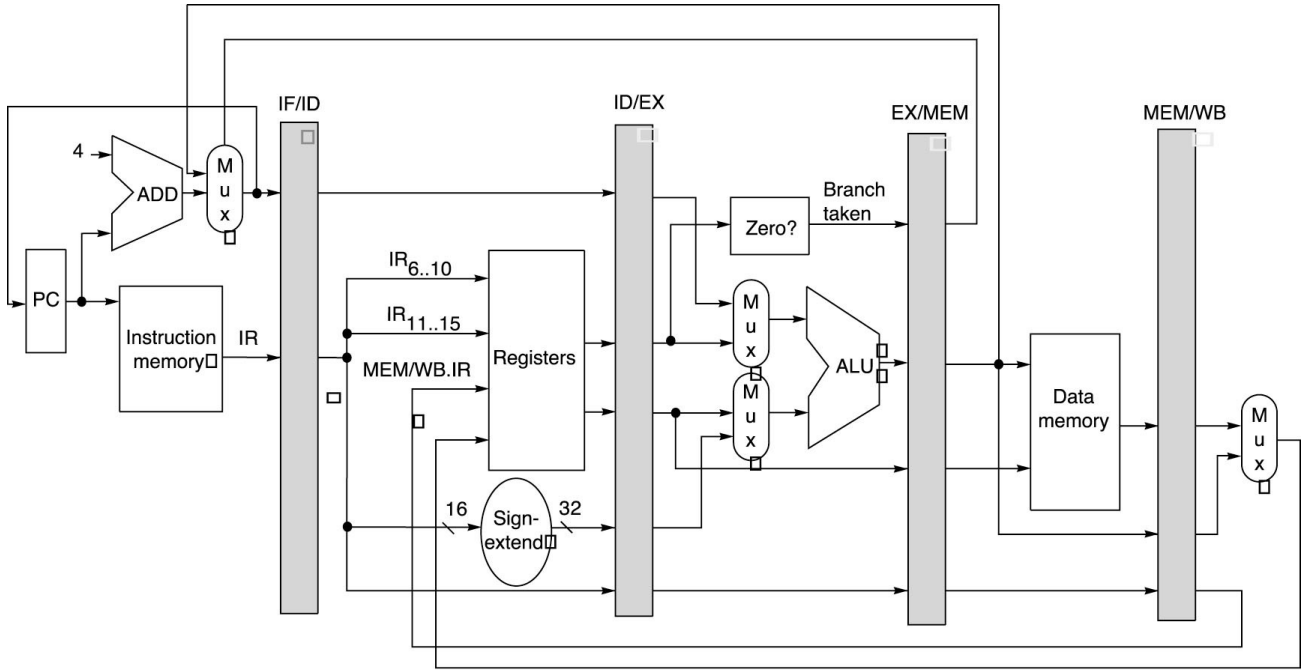 IF/ID
ID/EX
EX/MEM
MEM/WB
4
ADD
M
u
x
Branch
taken
Zero?
PC
Instruction
memory
IR
IR6..10
IR11..15
MEM/WB.IR
Registers
M
u
x
M
u
x
ALU
Data
memory
M
u
x
16
Sign-
extend
32